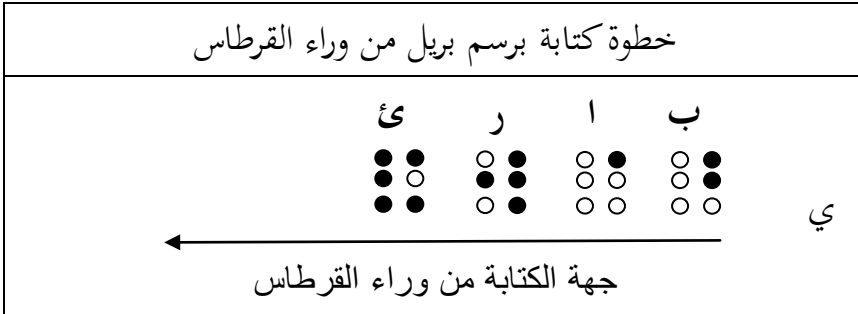 خطوة كتابة برسم بريل من وراء القرطاس
ب ا ر ئ
ي
جهة الكتابة من وراء القرطاس